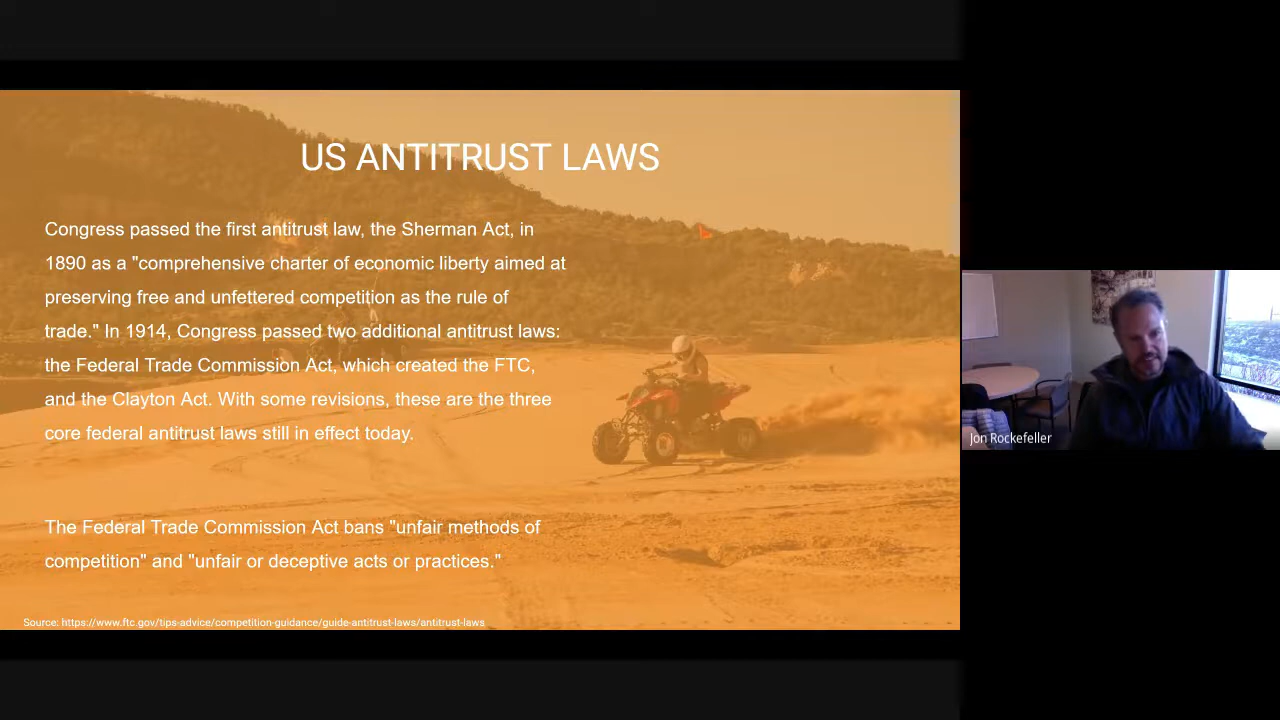 US ANTITRUST LAWS
Congress passed the first antitrust law, the Sherman Act, in
1890 as a "comprehensive charter of economic liberty aimed at
preserving free and unfettered competition as the rule of
trade." In 1914, Congress passed two additional antitrust laws:
the Federal Trade Commission Act, which created the FTC,
and the Clayton Act. With some revisions, these are the three
core federal antitrust laws still in effect today.
The Federal Trade Commission Act bans "unfair methods of
competition" and "unfair or deceptive acts or practices."
Source: https://www.ftc.gov/tips-advice/competition-guidance/guide-antitrust-laws/antitrust-laws
Jon Rockefeller